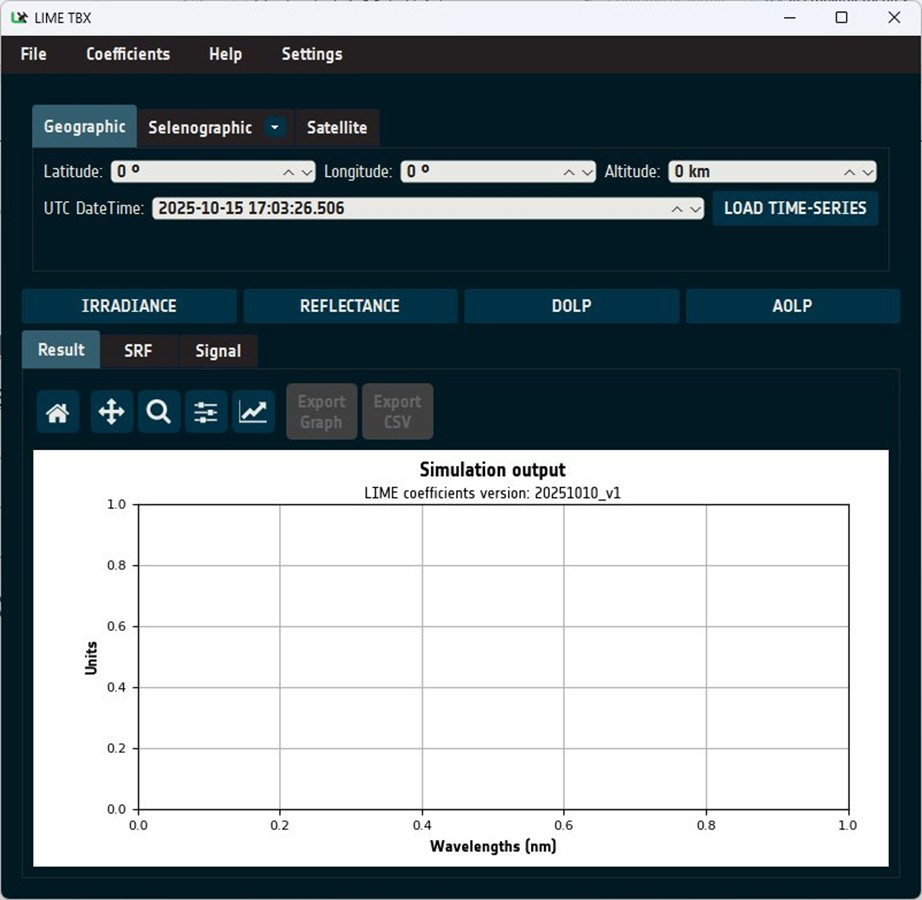 LIME TBX
File Coefficients Help Settings
Geographic Selenographic Satellite
Latitude: 0 º Longitude: 0 º Altitude: 0 km
UTC DateTime: 2025-10-15 17:03:26.506 LOAD TIME-SERIES
IRRADIANCE REFLECTANCE DOLP AOLP
Result SRF Signal
Export Graph Export CSV
Simulation output
LIME coefficients version: 20251010_v1
1.0
0.8
0.6
0.4
0.2
0.0
Units
0.0 0.2 0.4 0.6 0.8 1.0
Wavelengths (nm)